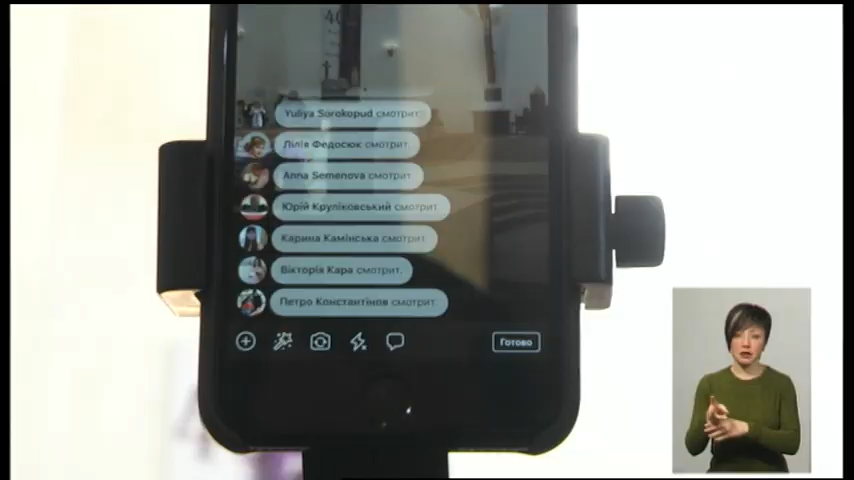 Yuliya Sorokopud смотрит.
Лілія Федосюк смотрит.
Anna Semenova смотрит.
Юрій Круліковський смотрит.
Карина Камінська смотрит.
Вікторія Кара смотрит.
Петро Константінов смотрит.
Готово